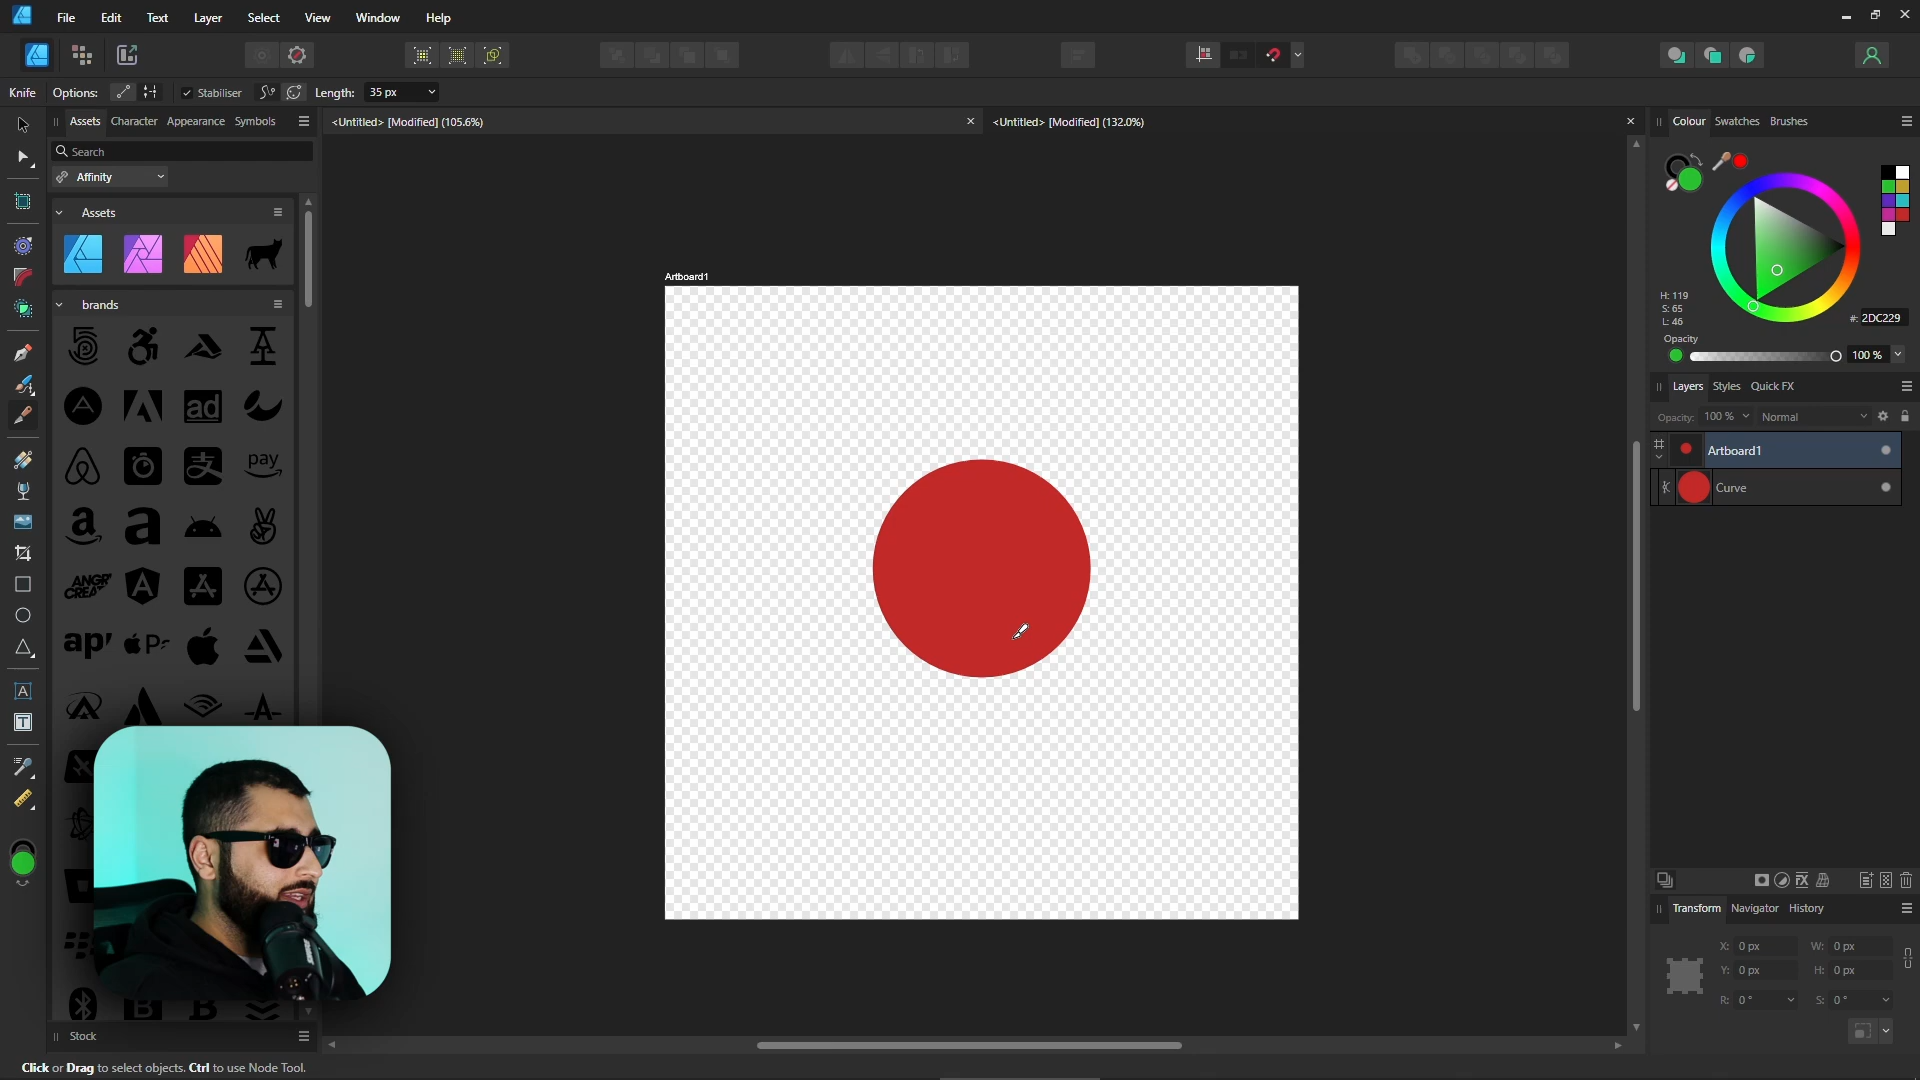 File Edit Text Layer Select View Window Help
Knife Options: Stabiliser Length: 35 px
Assets Character Appearance Symbols
<Untitled> [Modified] (105.6%)
<Untitled> [Modified] (132.0%)
Colour Swatches Brushes
Search
Affinity
Assets
brands
ad
pay
a
a
ANGRY CREATIVE
Artboard1
H: 119
S: 65
L: 46
#: 2DC229
Opacity
100 %
Layers Styles Quick FX
Opacity: 100 % Normal
Artboard1
Curve
Transform Navigator History
X: 0 px W: 0 px
Y: 0 px H: 0 px
R: 0 ° S: 0 °
Stock
Click or Drag to select objects. Ctrl to use Node Tool.